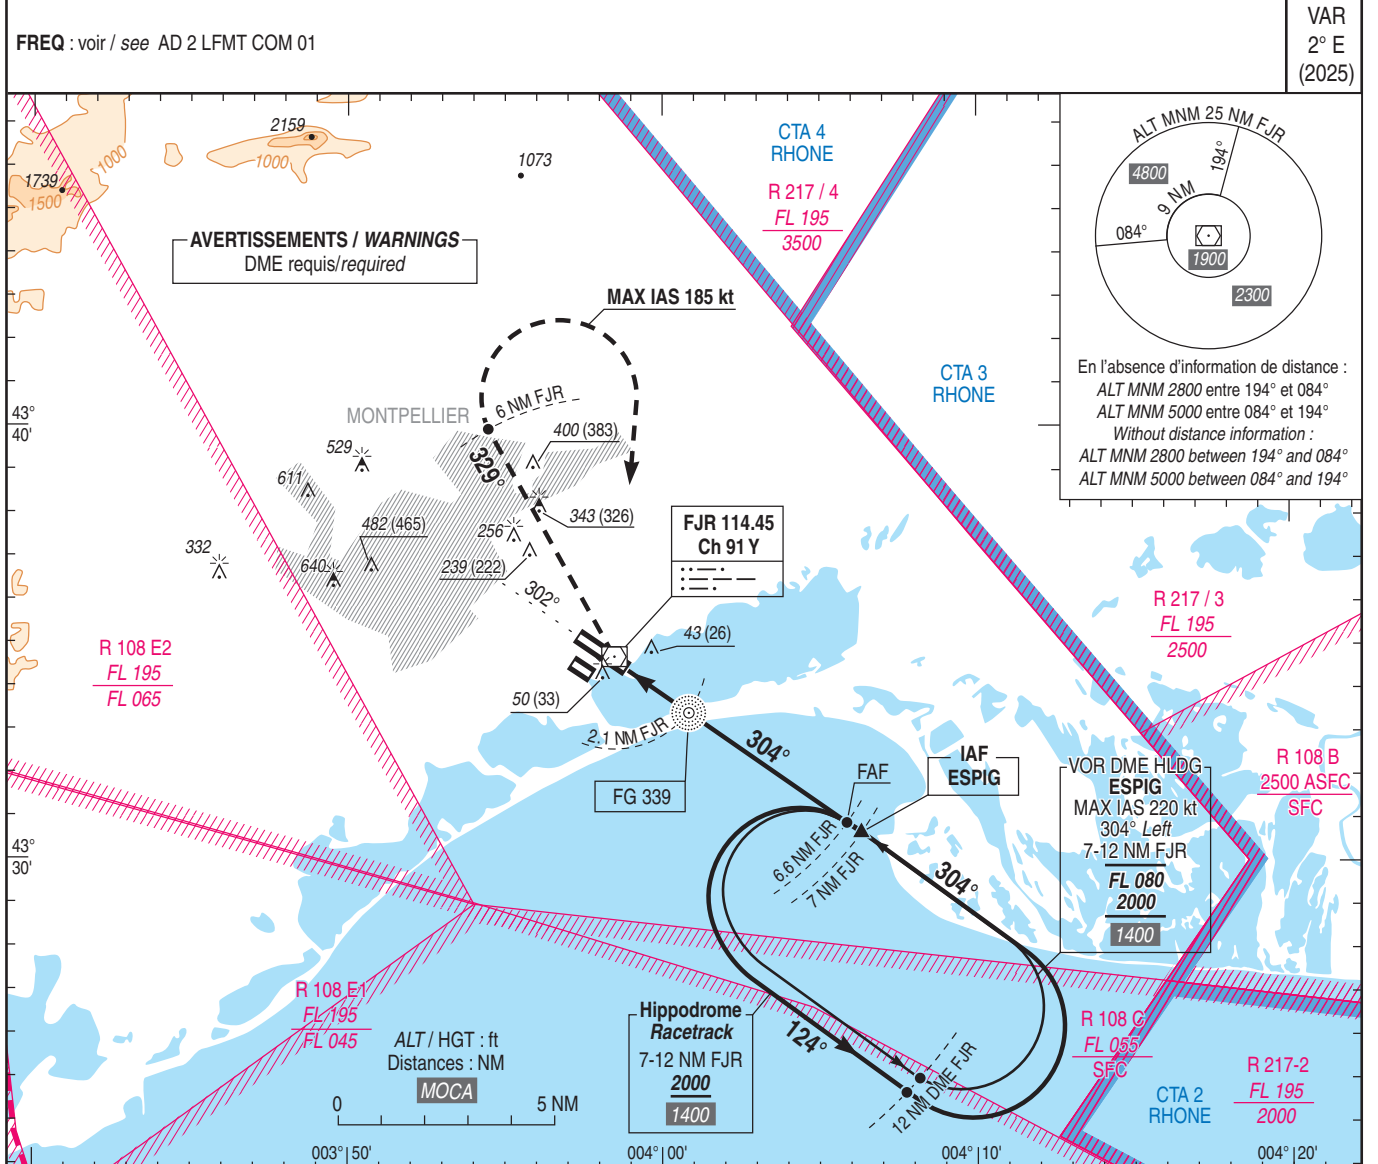 FREQ : voir / see AD 2 LFMT COM 01
VAR
2° E
(2025)
ALT MNM 25 NM FJR
194°
4800
9 NM
084°
1900
2300
En l'absence d'information de distance :
ALT MNM 2800 entre 194° et 084°
ALT MNM 5000 entre 084° et 194°
Without distance information :
ALT MNM 2800 between 194° and 084°
ALT MNM 5000 between 084° and 194°
2159
1000
1000
1739
1500
1073
CTA 4
RHONE
R 217 / 4
FL 195
3500
AVERTISSEMENTS / WARNINGS
DME requis/required
MAX IAS 185 kt
CTA 3
RHONE
43°
40'
MONTPELLIER
6 NM FJR
400 (383)
529
329°
611
482 (465)
256
343 (326)
332
640
239 (222)
302°
FJR 114.45
Ch 91 Y
43 (26)
50 (33)
R 217 / 3
FL 195
2500
R 108 E2
FL 195
FL 065
2.1 NM FJR
304°
FG 339
FAF
IAF
ESPIG
R 108 B
2500 ASFC
SFC
VOR DME HLDG
ESPIG
MAX IAS 220 kt
304° Left
7-12 NM FJR
FL 080
2000
1400
43°
30'
6.6 NM FJR
7 NM FJR
304°
R 108 E1
FL 195
FL 045
ALT / HGT : ft
Distances : NM
MOCA
0
5 NM
Hippodrome
Racetrack
7-12 NM FJR
2000
1400
124°
12 NM DME FJR
R 108 C
FL 055
SFC
CTA 2
RHONE
R 217-2
FL 195
2000
003°50'
004°00'
004°10'
004°20'